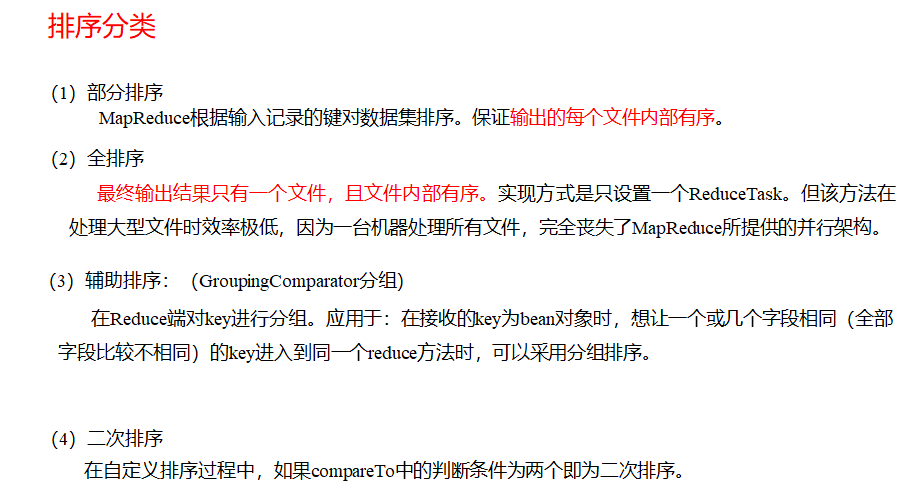 排序分类
（1）部分排序
MapReduce根据输入记录的键对数据集排序。保证输出的每个文件内部有序。
（2）全排序
最终输出结果只有一个文件，且文件内部有序。实现方式是只设置一个ReduceTask。但该方法在
处理大型文件时效率极低，因为一台机器处理所有文件，完全丧失了MapReduce所提供的并行架构。
（3）辅助排序：（GroupingComparator分组）
在Reduce端对key进行分组。应用于：在接收的key为bean对象时，想让一个或几个字段相同（全部
字段比较不相同）的key进入到同一个reduce方法时，可以采用分组排序。
（4）二次排序
在自定义排序过程中，如果compareTo中的判断条件为两个即为二次排序。